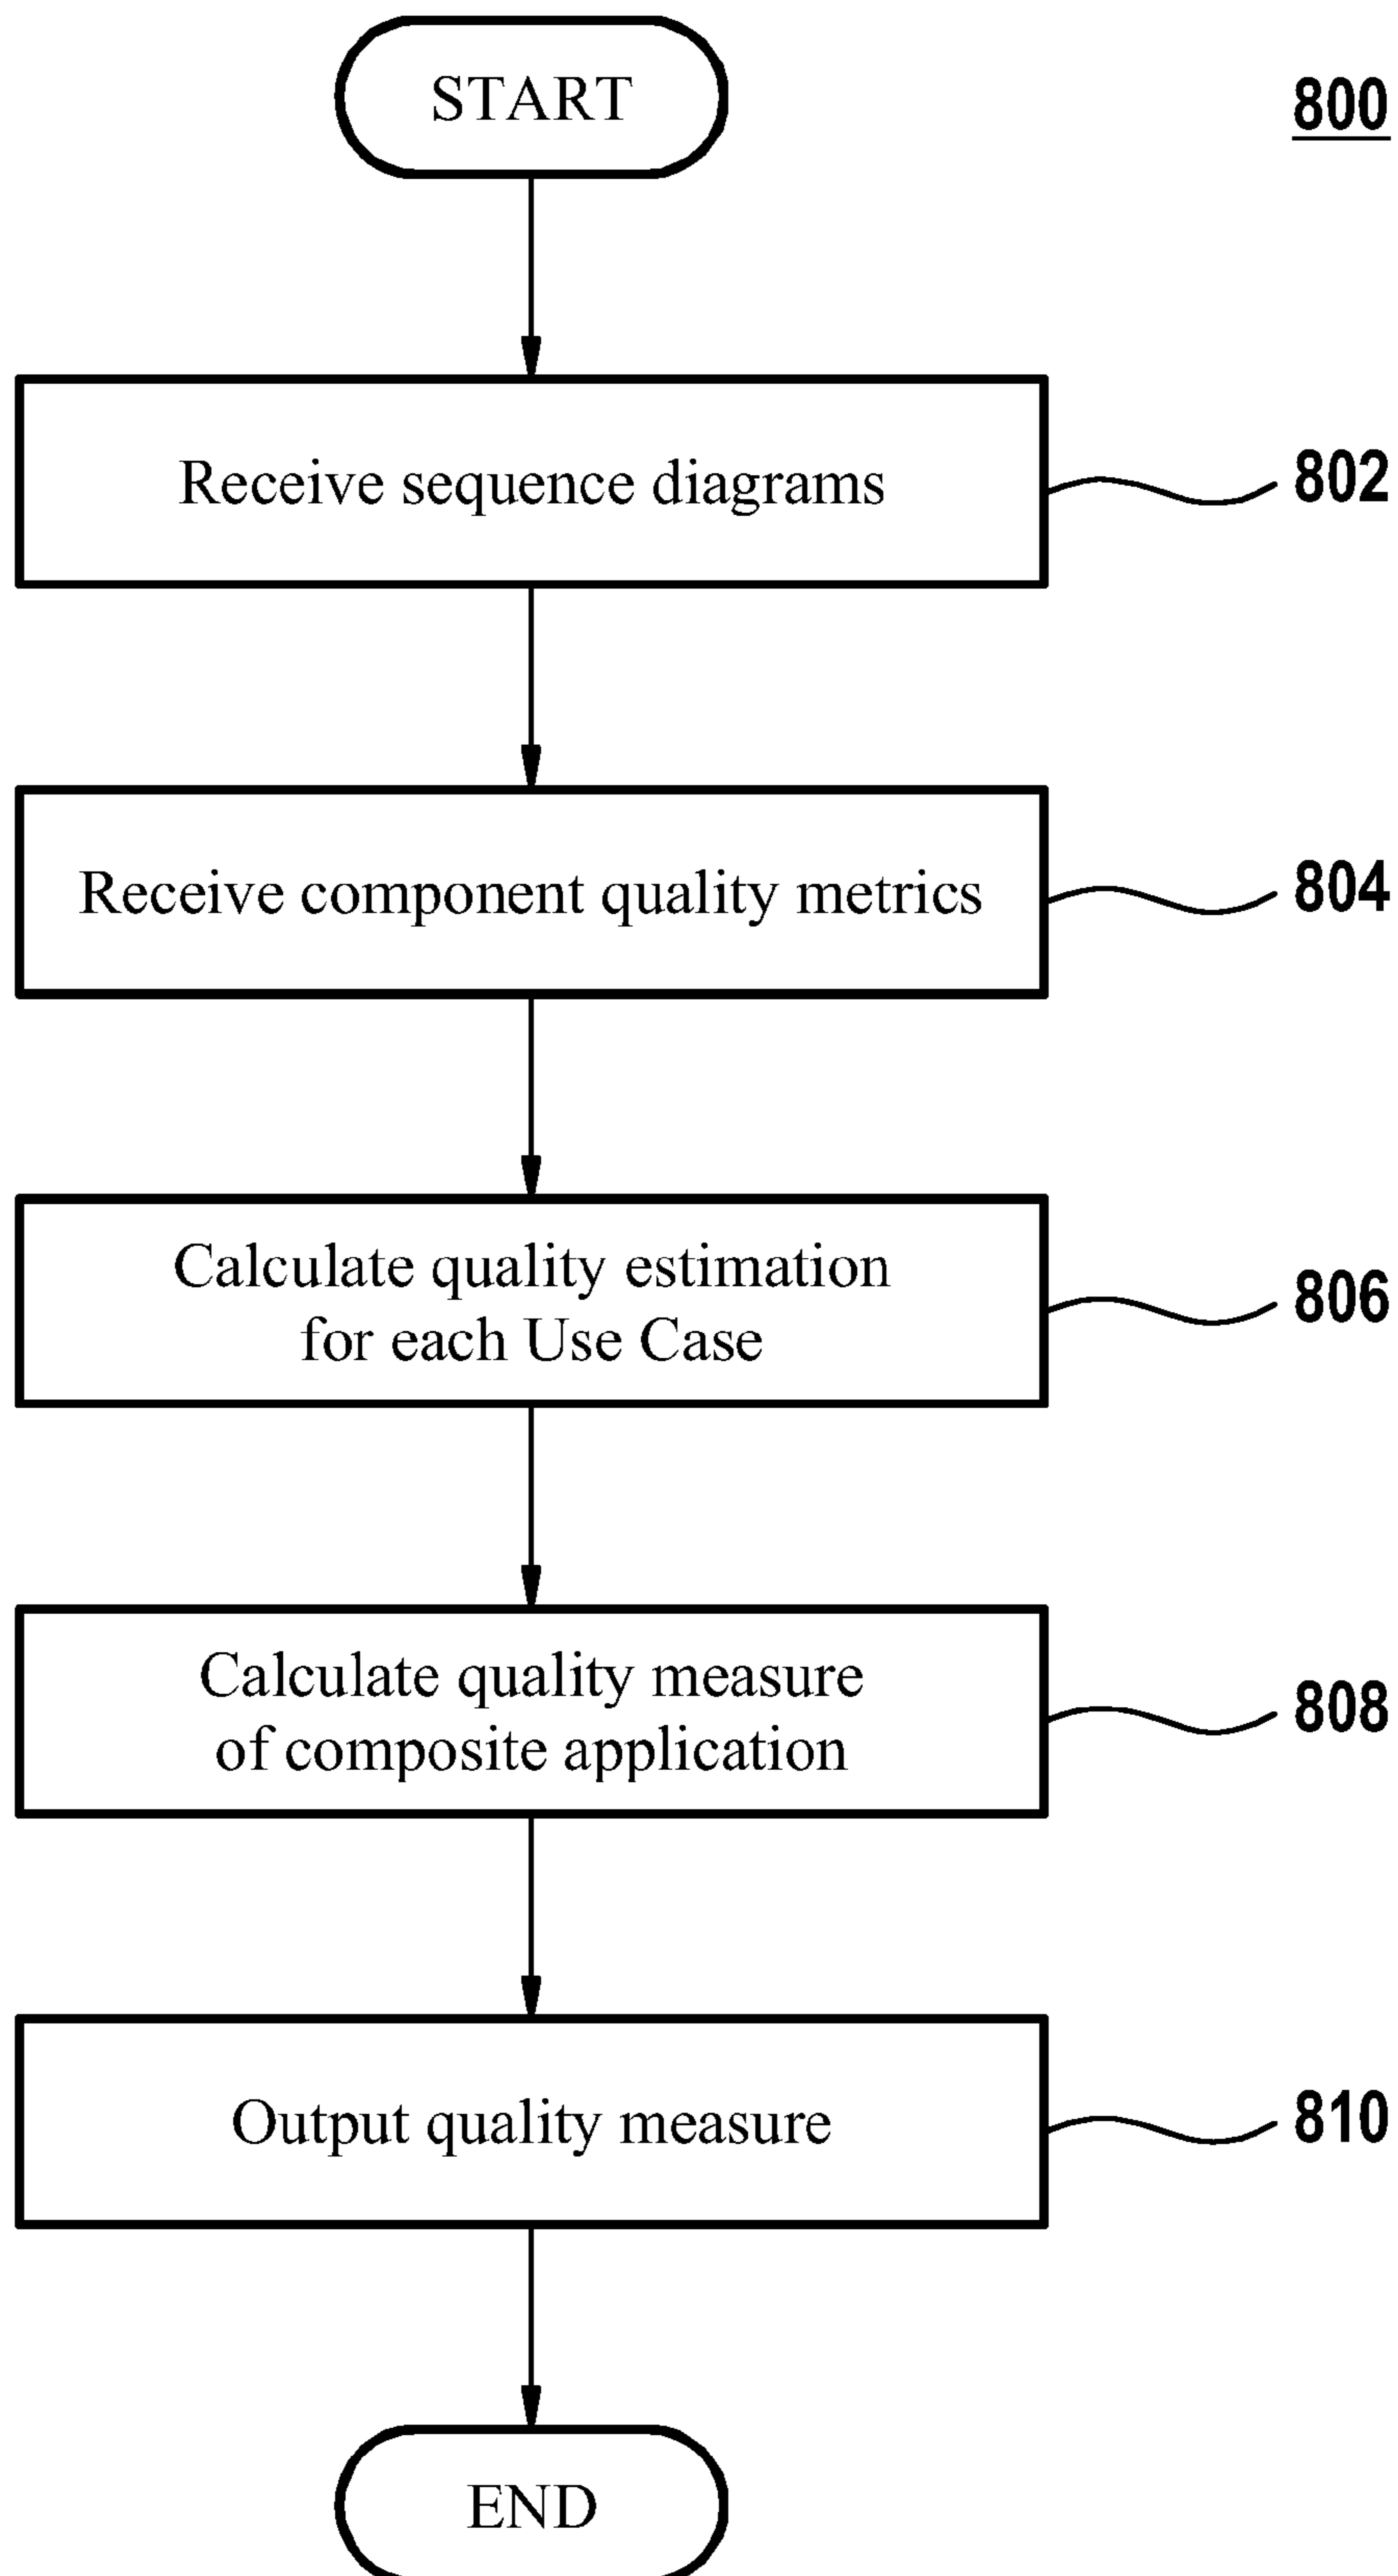 START
800
Receive sequence diagrams
802
Receive component quality metrics
804
Calculate quality estimation
for each Use Case
806
Calculate quality measure
of composite application
808
Output quality measure
810
END